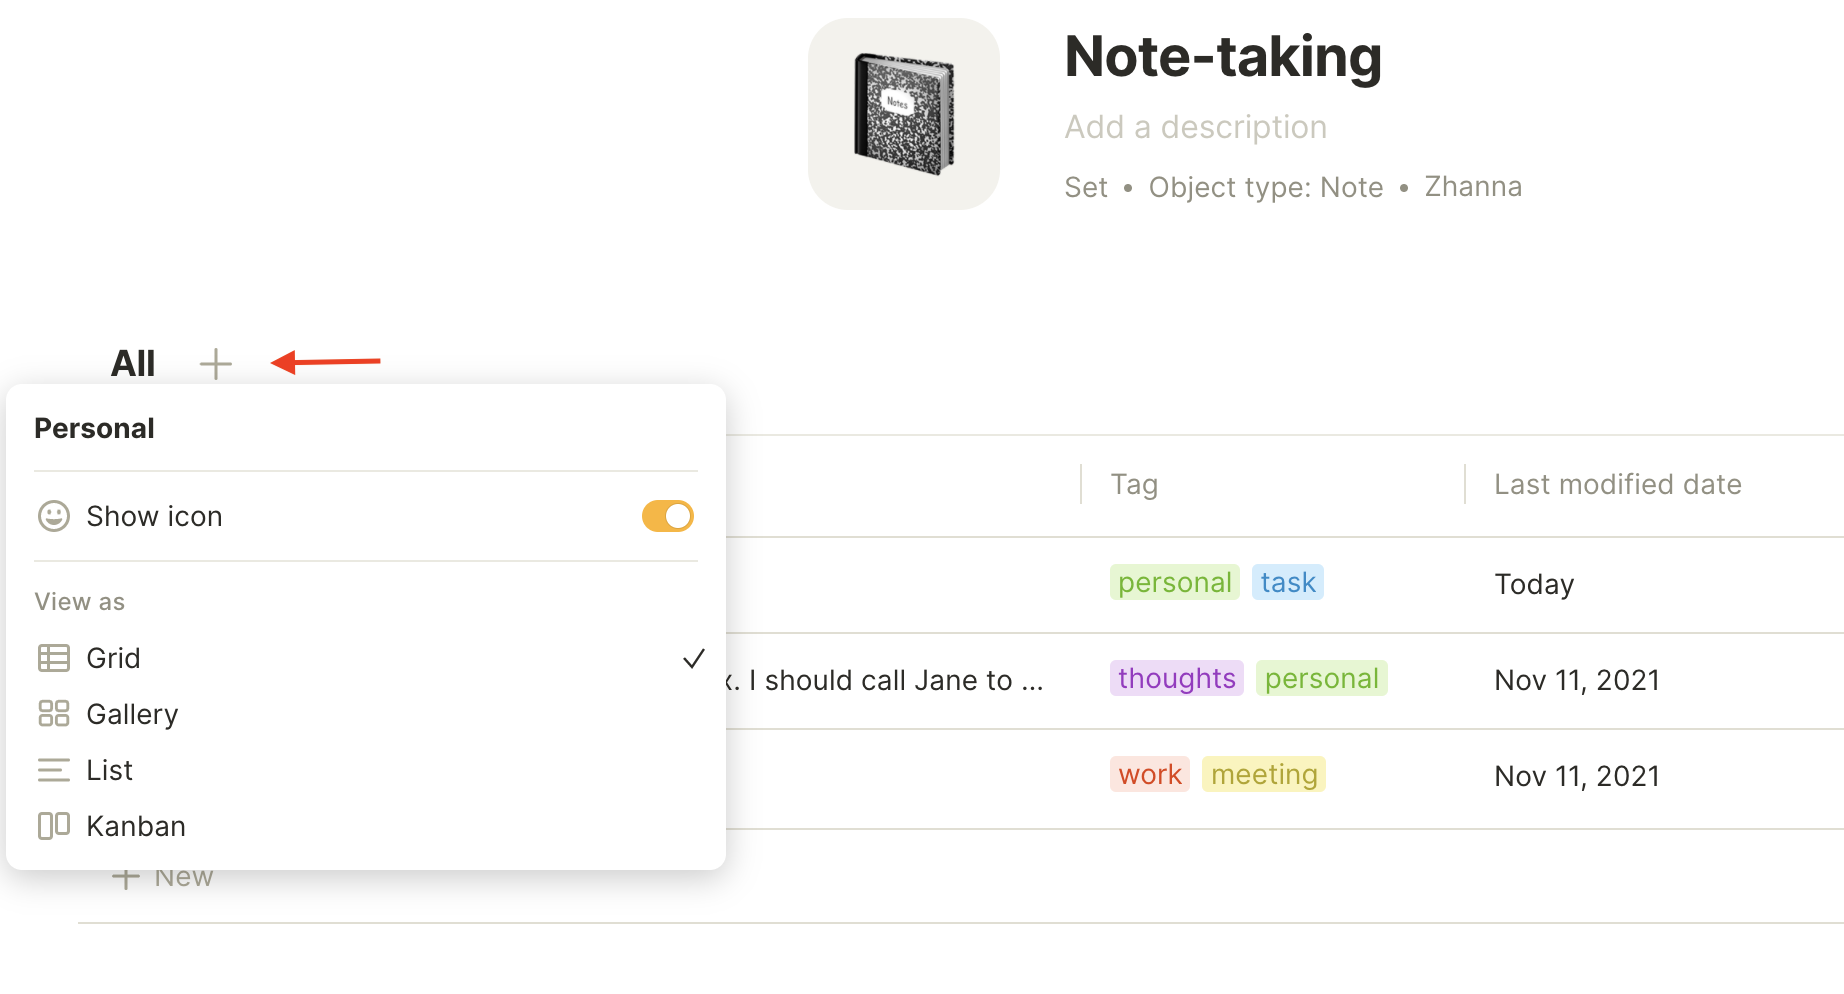 Notes
Note-taking
Add a description
Set • Object type: Note • Zhanna
All
Personal
Show icon
View as
Grid
Gallery
List
Kanban
Tag
Last modified date
personal task
Today
. I should call Jane to ...
thoughts personal
Nov 11, 2021
work meeting
Nov 11, 2021
New